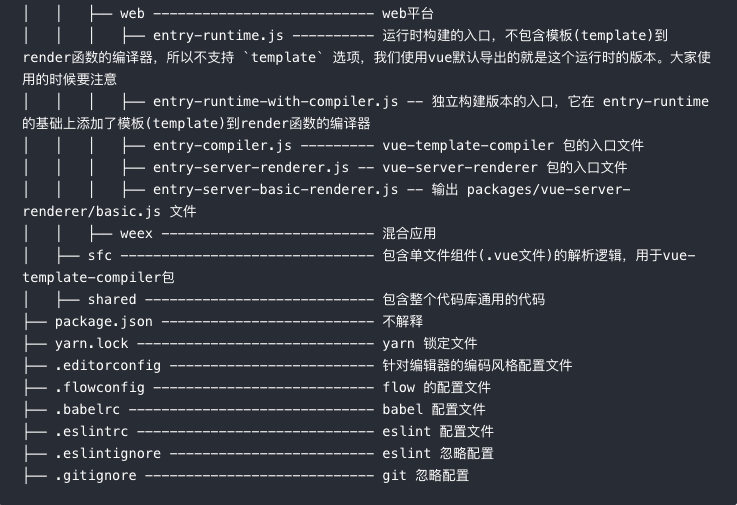 │   │   │   ├── web --------------------------- web平台
│   │   │   │   ├── entry-runtime.js ---------- 运行时构建的入口，不包含模板(template)到
render函数的编译器，所以不支持 `template` 选项，我们使用vue默认导出的就是这个运行时的版本。大家使
用的时候要注意
│   │   │   ├── entry-runtime-with-compiler.js -- 独立构建版本的入口，它在 entry-runtime
的基础上添加了模板(template)到render函数的编译器
│   │   │   ├── entry-compiler.js --------- vue-template-compiler 包的入口文件
│   │   │   ├── entry-server-renderer.js -- vue-server-renderer 包的入口文件
│   │   │   ├── entry-server-basic-renderer.js -- 输出 packages/vue-server-
renderer/basic.js 文件
│   │   ├── weex -------------------------- 混合应用
│   ├── sfc ---------------------------- 包含单文件组件(.vue文件)的解析逻辑，用于vue-
template-compiler包
│   ├── shared ---------------------------- 包含整个代码库通用的代码
├── package.json -------------------------- 不解释
├── yarn.lock ------------------------------ yarn 锁定文件
├── .editorconfig -------------------------- 针对编辑器的编码风格配置文件
├── .flowconfig ---------------------------- flow 的配置文件
├── .babelrc ------------------------------ babel 配置文件
├── .eslintrc ------------------------------ eslint 配置文件
├── .eslintignore -------------------------- eslint 忽略配置
├── .gitignore ----------------------------- git 忽略配置